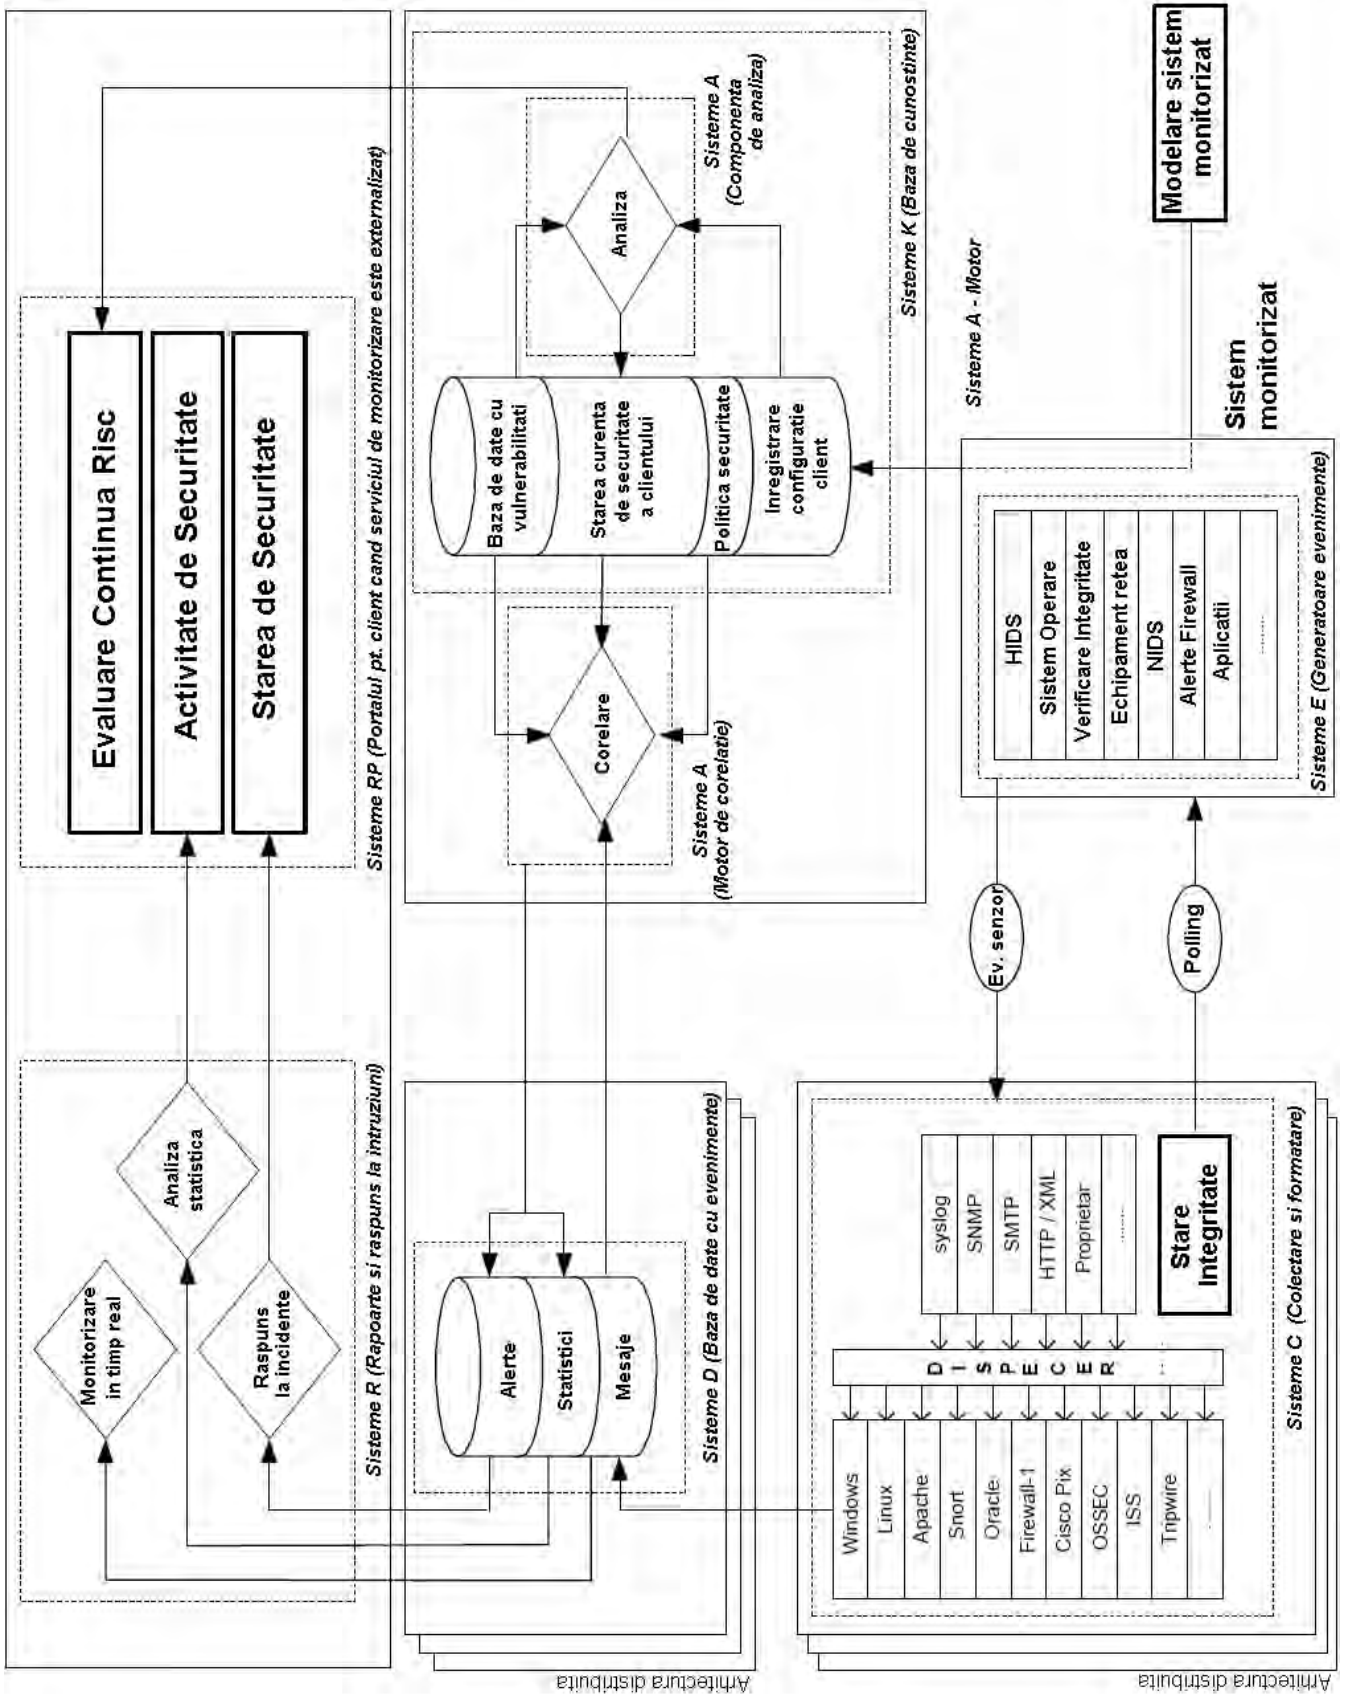 Evaluare Continua Risc
Activitate de Securitate
Starea de Securitate
Sisteme RP (Portalul pt. client cand serviciul de monitorizare este externalizat)
Monitorizare
in timp real
Analiza
statistica
Raspuns
la incidente
Sisteme R (Rapoarte si raspuns la intruziuni)
Analiza
Sisteme A
(Componenta
de analiza)
Baza de date cu
vulnerabilitati
Starea curenta
de securitate
a clientului
Politica securitate
Inregistrare
configuratie
client
Sisteme K (Baza de cunostinte)
Corelare
Sisteme A
(Motor de corelatie)
Sisteme A - Motor
Alerte
Statistici
Mesaje
Sisteme D (Baza de date cu evenimente)
Arhitectura distribuita
Modelare sistem
monitorizat
Sistem
monitorizat
HIDS
Sistem Operare
Verificare Integritate
Echipament retea
NIDS
Alerte Firewall
Aplicatii
.........
Sisteme E (Generatoare evenimente)
Ev. senzor
Polling
syslog
SNMP
SMTP
HTTP / XML
Proprietar
.........
Stare
Integritate
DISPECER
.....
Windows
Linux
Apache
Snort
Oracle
Firewall-1
Cisco Pix
OSSEC
ISS
Tripwire
.........
Sisteme C (Colectare si formatare)
Arhitectura distribuita